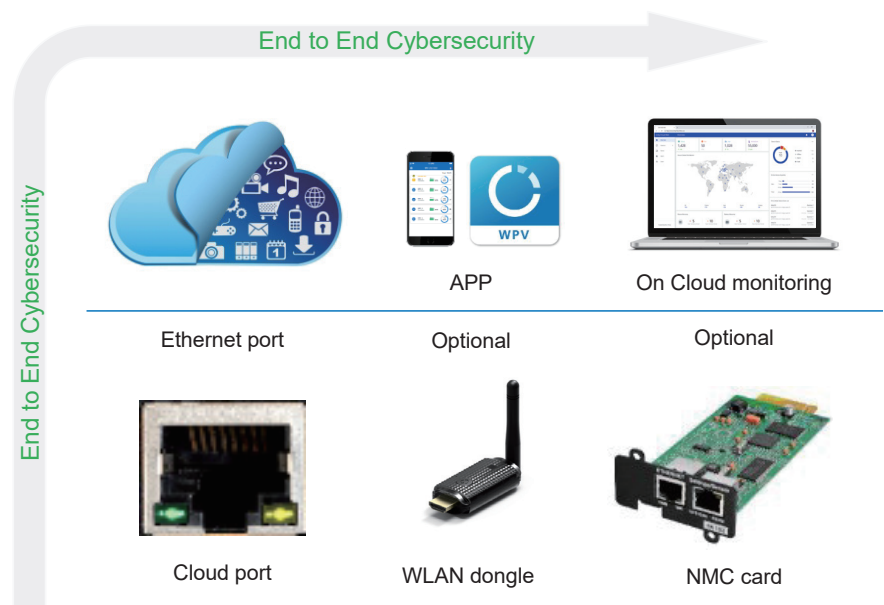 End to End Cybersecurity
End to End Cybersecurity
WPV
APP
On Cloud monitoring
Ethernet port
Optional
Optional
Cloud port
WLAN dongle
NMC card